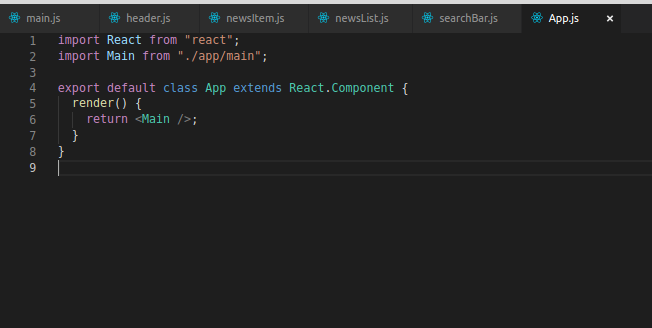 main.js header.js newsItem.js newsList.js searchBar.js App.js ×
1 import React from "react";
2 import Main from "./app/main";
3
4 export default class App extends React.Component {
5   render() {
6     return <Main />;
7   }
8 }
9